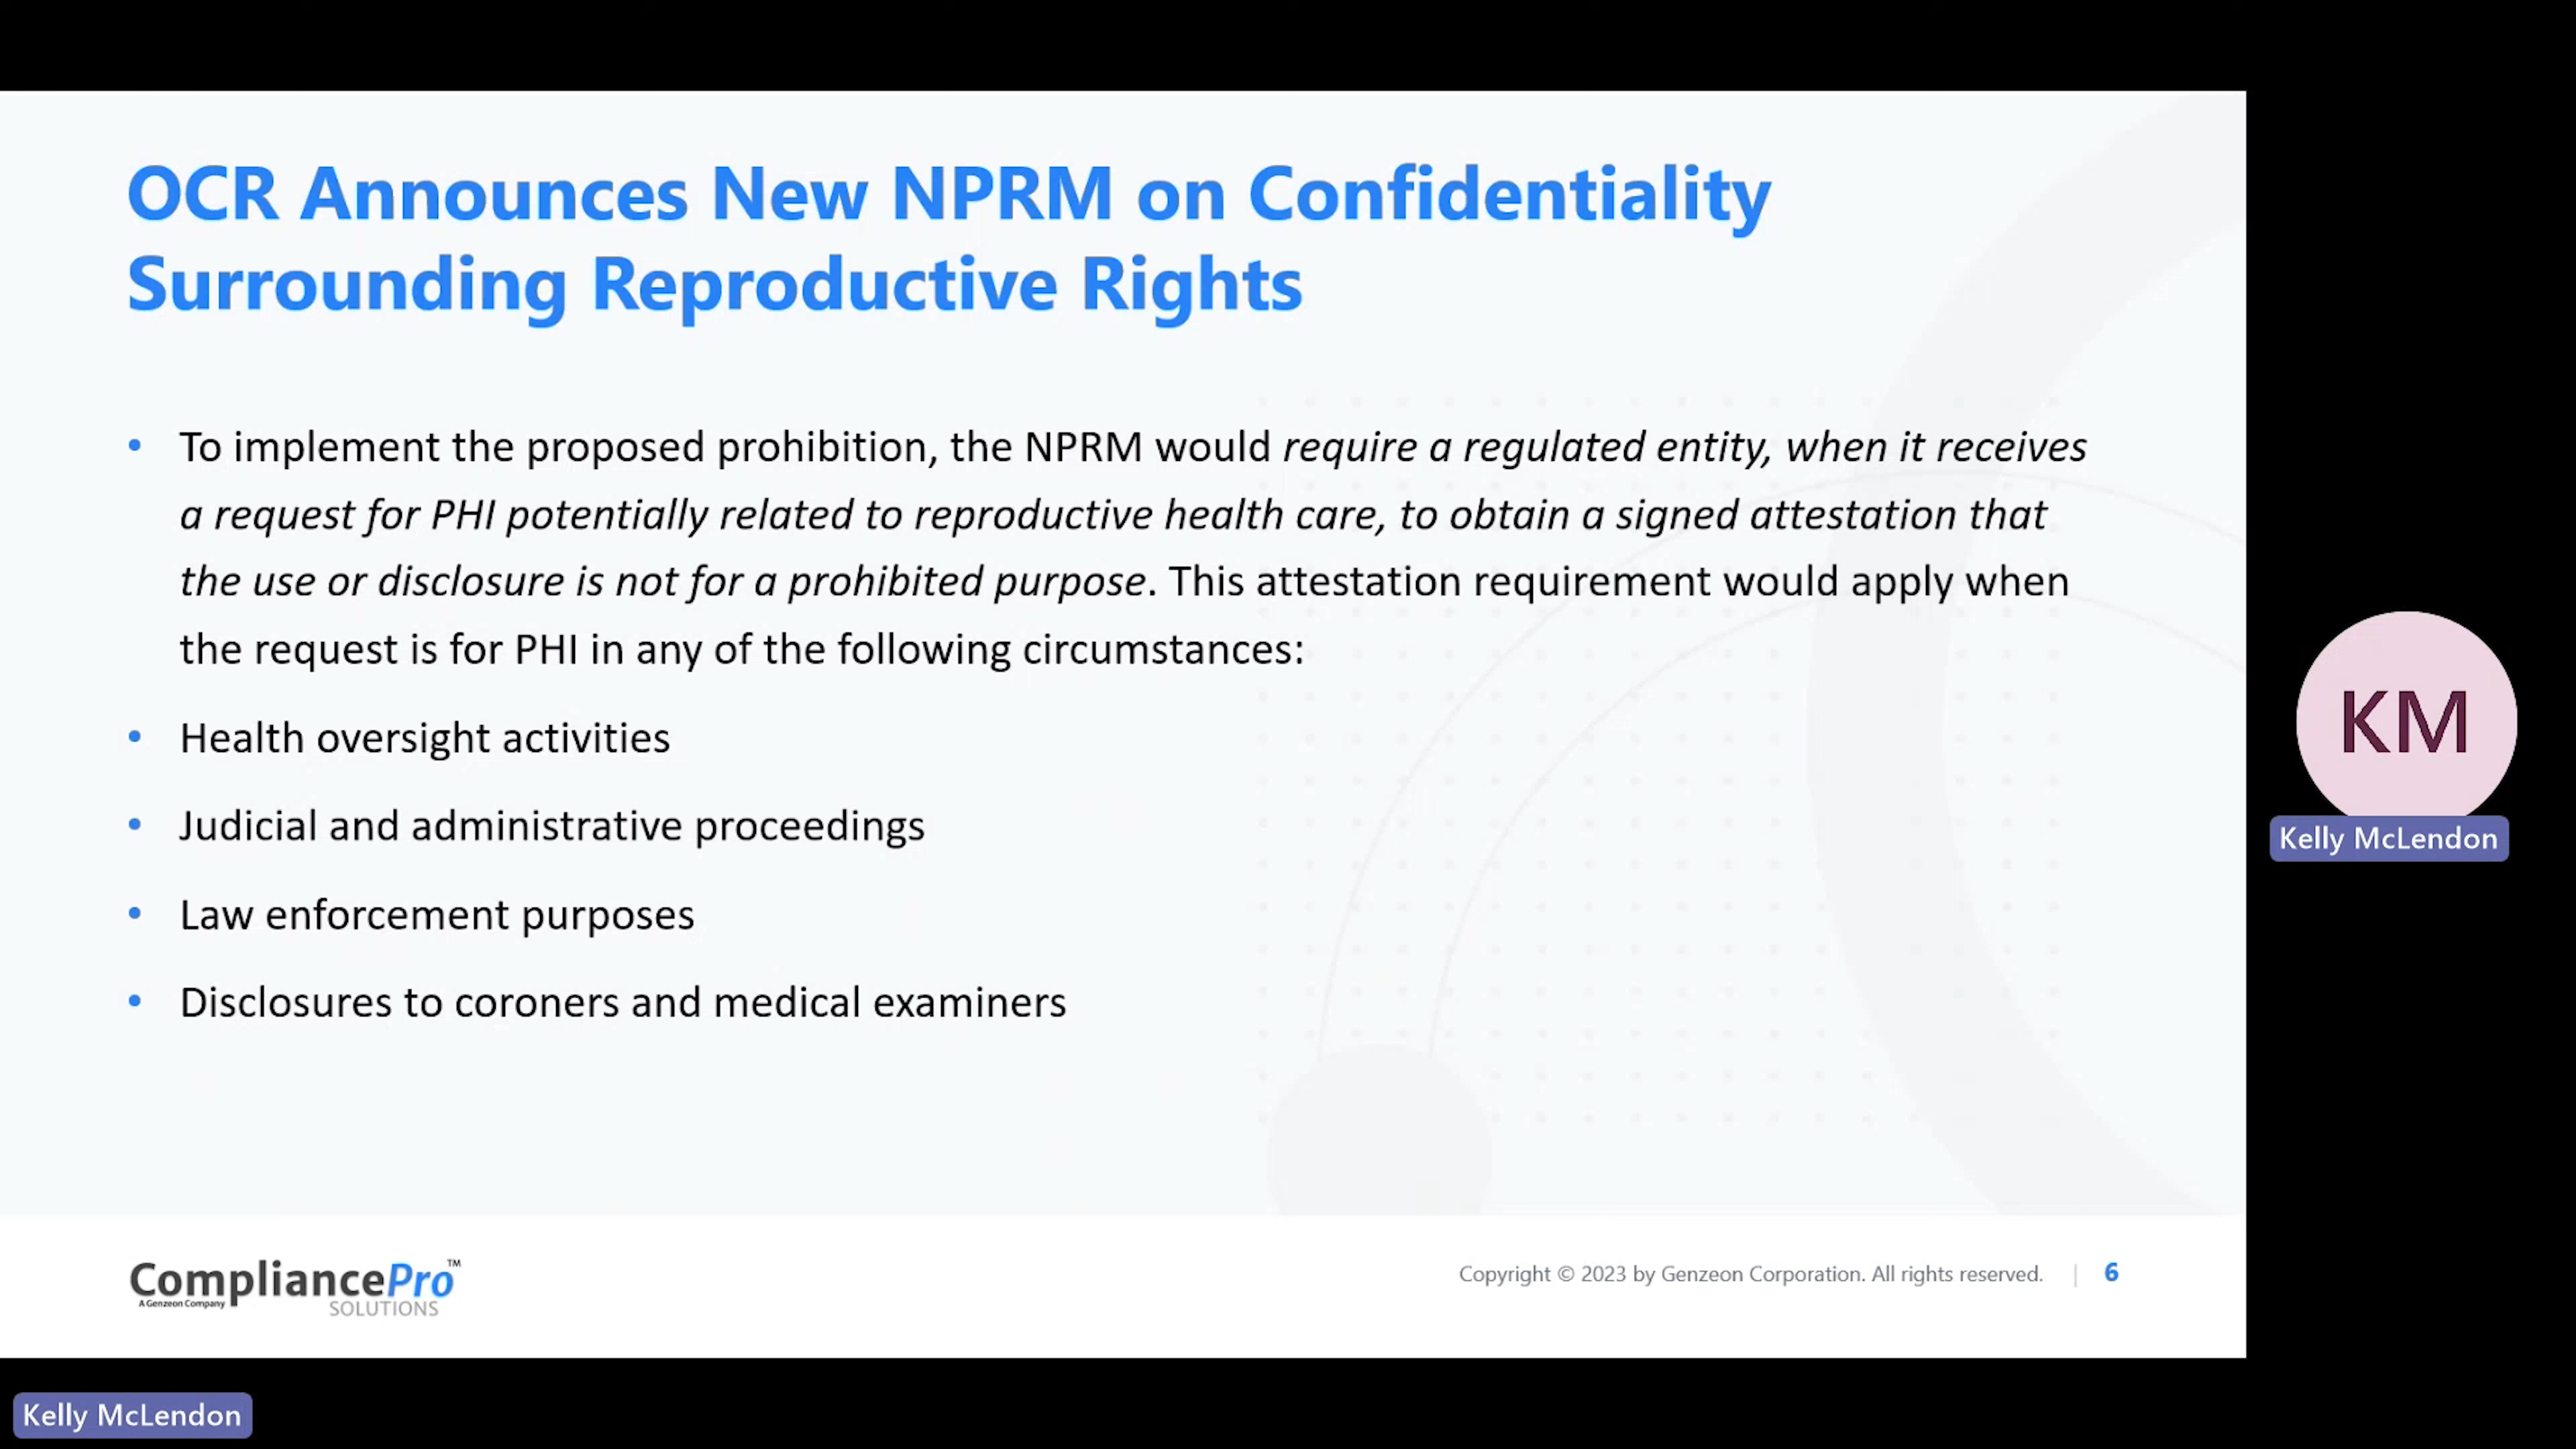 OCR Announces New NPRM on Confidentiality
Surrounding Reproductive Rights
• To implement the proposed prohibition, the NPRM would require a regulated entity, when it receives
a request for PHI potentially related to reproductive health care, to obtain a signed attestation that
the use or disclosure is not for a prohibited purpose. This attestation requirement would apply when
the request is for PHI in any of the following circumstances:
• Health oversight activities
• Judicial and administrative proceedings
• Law enforcement purposes
• Disclosures to coroners and medical examiners
KM
Kelly McLendon
CompliancePro™
A Genzeon Company
SOLUTIONS
Copyright © 2023 by Genzeon Corporation. All rights reserved. | 6
Kelly McLendon